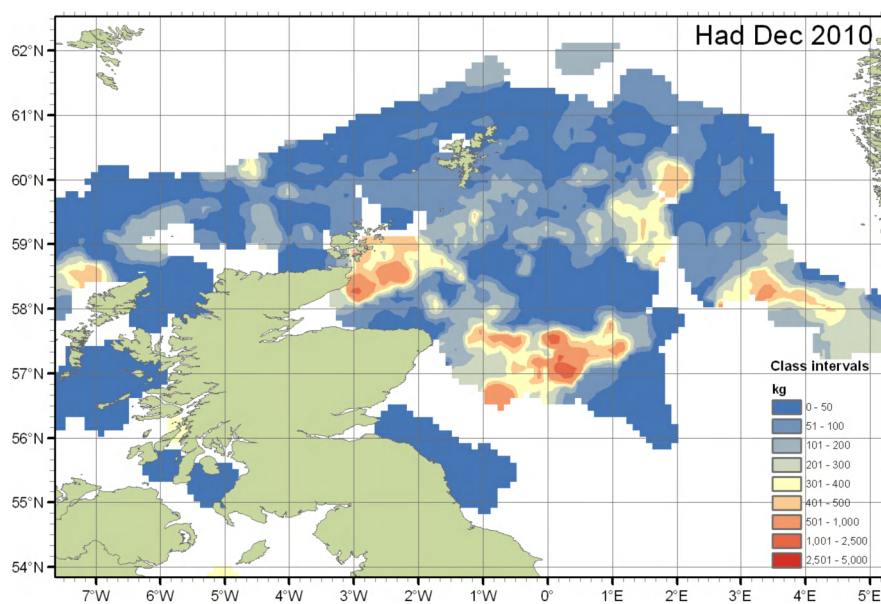 Had Dec 2010
62°N
61°N
60°N
59°N
58°N
57°N
56°N
55°N
54°N
Class intervals
kg
0 - 50
51 - 100
101 - 200
201 - 300
301 - 400
401 - 500
501 - 1,000
1,001 - 2,500
2,501 - 5,000
7°W 6°W 5°W 4°W 3°W 2°W 1°W 0° 1°E 2°E 3°E 4°E 5°E